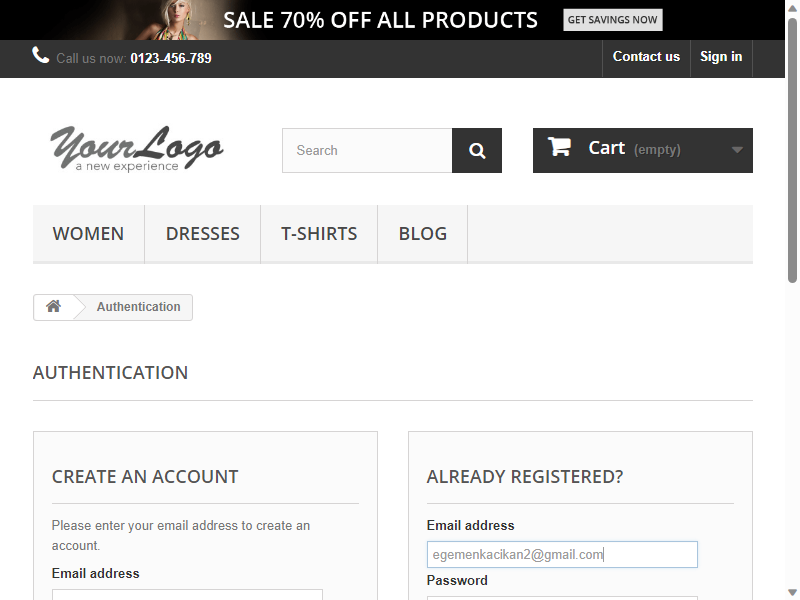 SALE 70% OFF ALL PRODUCTS GET SAVINGS NOW
Call us now: 0123-456-789 Contact us Sign in
YourLogo
a new experience
Search
Cart (empty)
WOMEN DRESSES T-SHIRTS BLOG
Authentication
AUTHENTICATION
CREATE AN ACCOUNT
Please enter your email address to create an
account.
Email address
ALREADY REGISTERED?
Email address
egemenkacikan2@gmail.com
Password